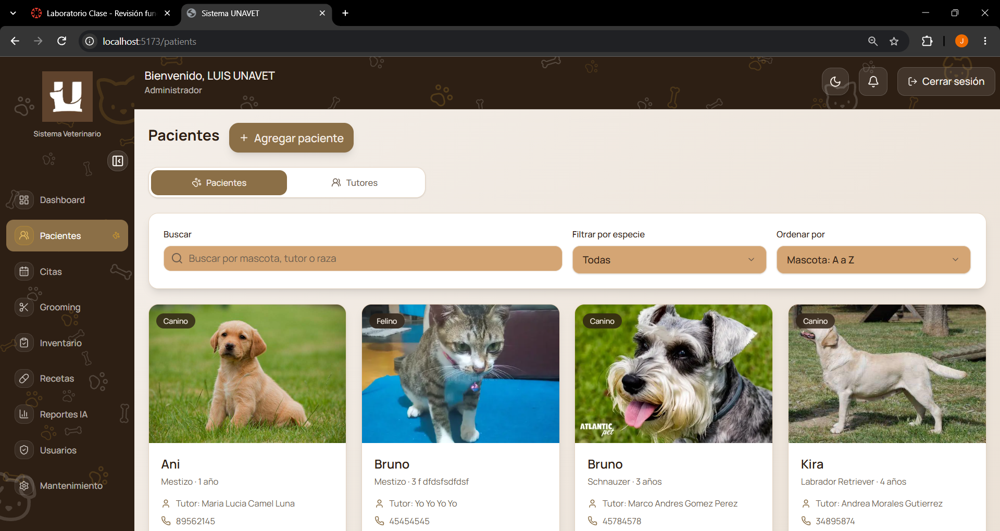 Laboratorio Clase - Revisión fun
Sistema UNAVET
localhost:5173/patients
J
U
Sistema Veterinario
Bienvenido, LUIS UNAVET
Administrador
Cerrar sesión
Dashboard
Pacientes
Citas
Grooming
Inventario
Recetas
Reportes IA
Usuarios
Mantenimiento
Pacientes
+ Agregar paciente
Pacientes
Tutores
Buscar
Buscar por mascota, tutor o raza
Filtrar por especie
Todas
Ordenar por
Mascota: A a Z
Canino
Ani
Mestizo · 1 año
Tutor: Maria Lucia Camel Luna
89562145
Felino
Bruno
Mestizo · 3 f dfdsfsdfdsf
Tutor: Yo Yo Yo Yo
45454545
Canino
ATLANTIC
pet
Bruno
Schnauzer · 3 años
Tutor: Marco Andres Gomez Perez
45784578
Canino
Kira
Labrador Retriever · 4 años
Tutor: Andrea Morales Gutierrez
34895874